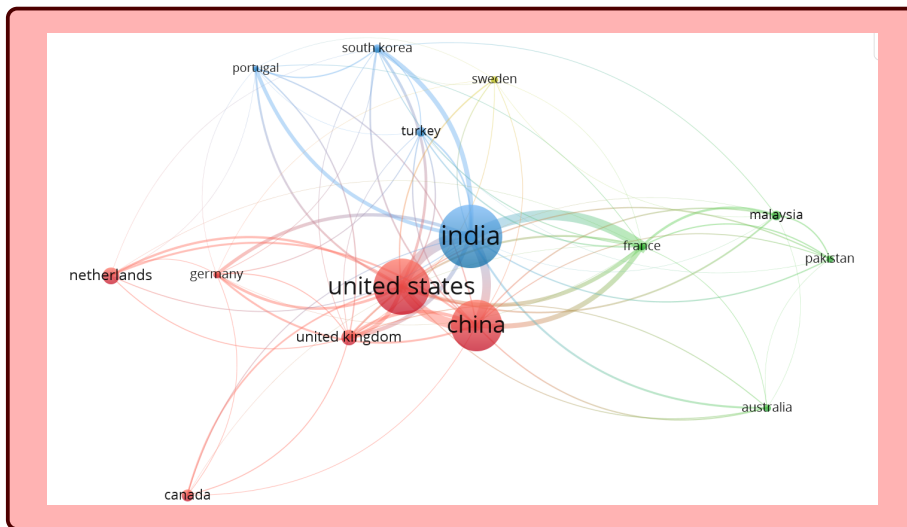 south korea
portugal
sweden
turkey
malaysia
india
france
pakistan
netherlands
germany
united states
china
united kingdom
australia
canada